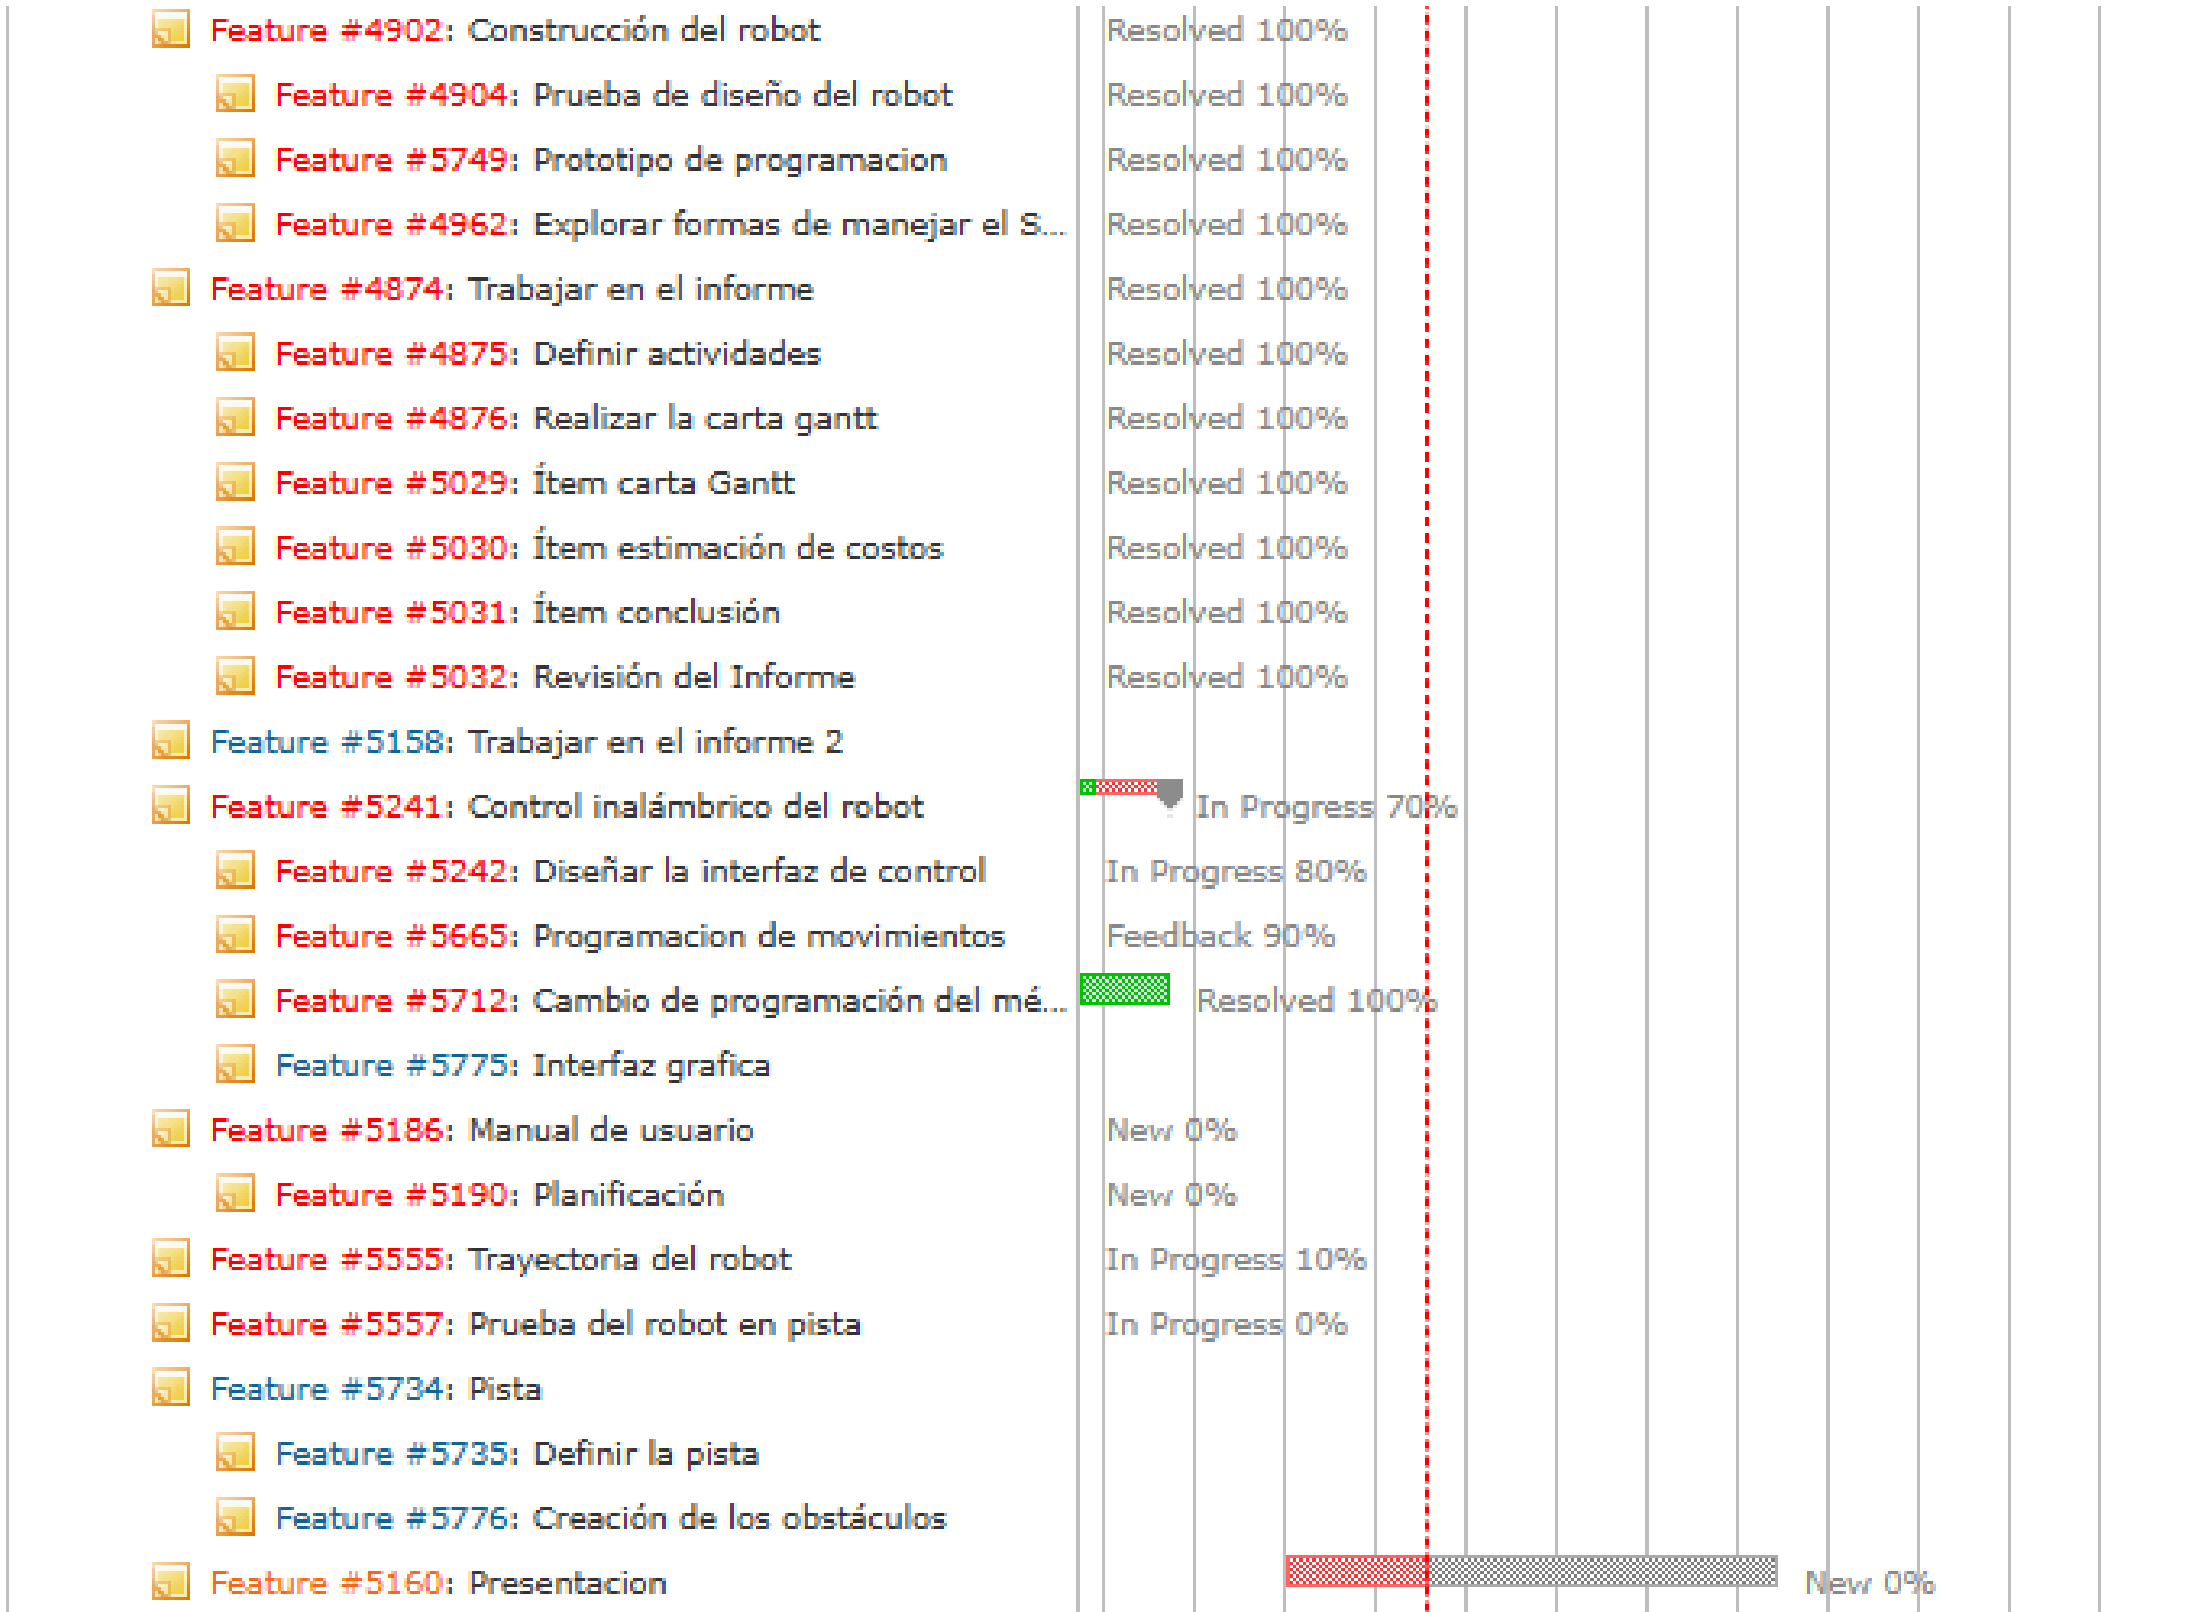 Feature #4902: Construcción del robot Resolved 100%
Feature #4904: Prueba de diseño del robot Resolved 100%
Feature #5749: Prototipo de programacion Resolved 100%
Feature #4962: Explorar formas de manejar el S... Resolved 100%
Feature #4874: Trabajar en el informe Resolved 100%
Feature #4875: Definir actividades Resolved 100%
Feature #4876: Realizar la carta gantt Resolved 100%
Feature #5029: Ítem carta Gantt Resolved 100%
Feature #5030: Ítem estimación de costos Resolved 100%
Feature #5031: Ítem conclusión Resolved 100%
Feature #5032: Revisión del Informe Resolved 100%
Feature #5158: Trabajar en el informe 2
Feature #5241: Control inalámbrico del robot In Progress 70%
Feature #5242: Diseñar la interfaz de control In Progress 80%
Feature #5665: Programacion de movimientos Feedback 90%
Feature #5712: Cambio de programación del mé... Resolved 100%
Feature #5775: Interfaz grafica
Feature #5186: Manual de usuario New 0%
Feature #5190: Planificación New 0%
Feature #5555: Trayectoria del robot In Progress 10%
Feature #5557: Prueba del robot en pista In Progress 0%
Feature #5734: Pista
Feature #5735: Definir la pista
Feature #5776: Creación de los obstáculos
Feature #5160: Presentacion New 0%